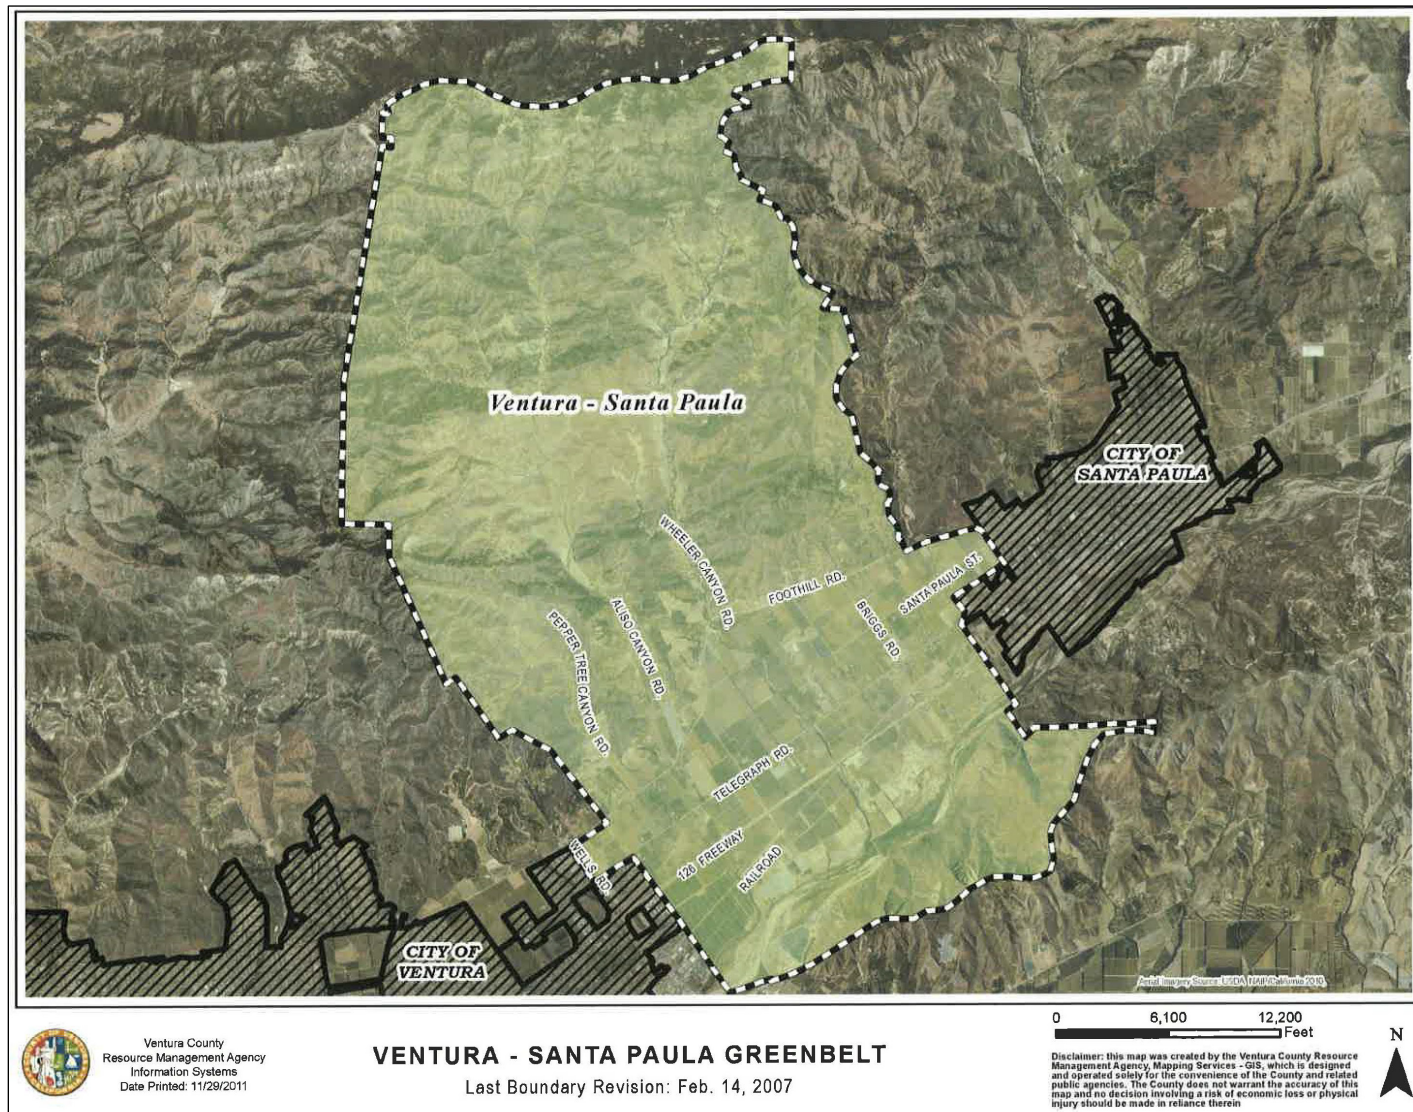 Ventura - Santa Paula
CITY OF
SANTA PAULA
WHEELER CANYON RD.
FOOTHILL RD.
SANTA PAULA ST.
BRIGGS RD.
ALISO CANYON RD.
PEPPER TREE CANYON RD.
TELEGRAPH RD.
126 FREEWAY
RAILROAD
WELLS RD.
CITY OF
VENTURA
Aerial Imagery Source: USDA, NAIP/California 2010
Ventura County
Resource Management Agency
Information Systems
Date Printed: 11/29/2011
VENTURA - SANTA PAULA GREENBELT
Last Boundary Revision: Feb. 14, 2007
0 6,100 12,200
Feet
N
Disclaimer: this map was created by the Ventura County Resource
Management Agency, Mapping Services - GIS, which is designed
and operated solely for the convenience of the County and related
public agencies. The County does not warrant the accuracy of this
map and no decision involving a risk of economic loss or physical
injury should be made in reliance therein